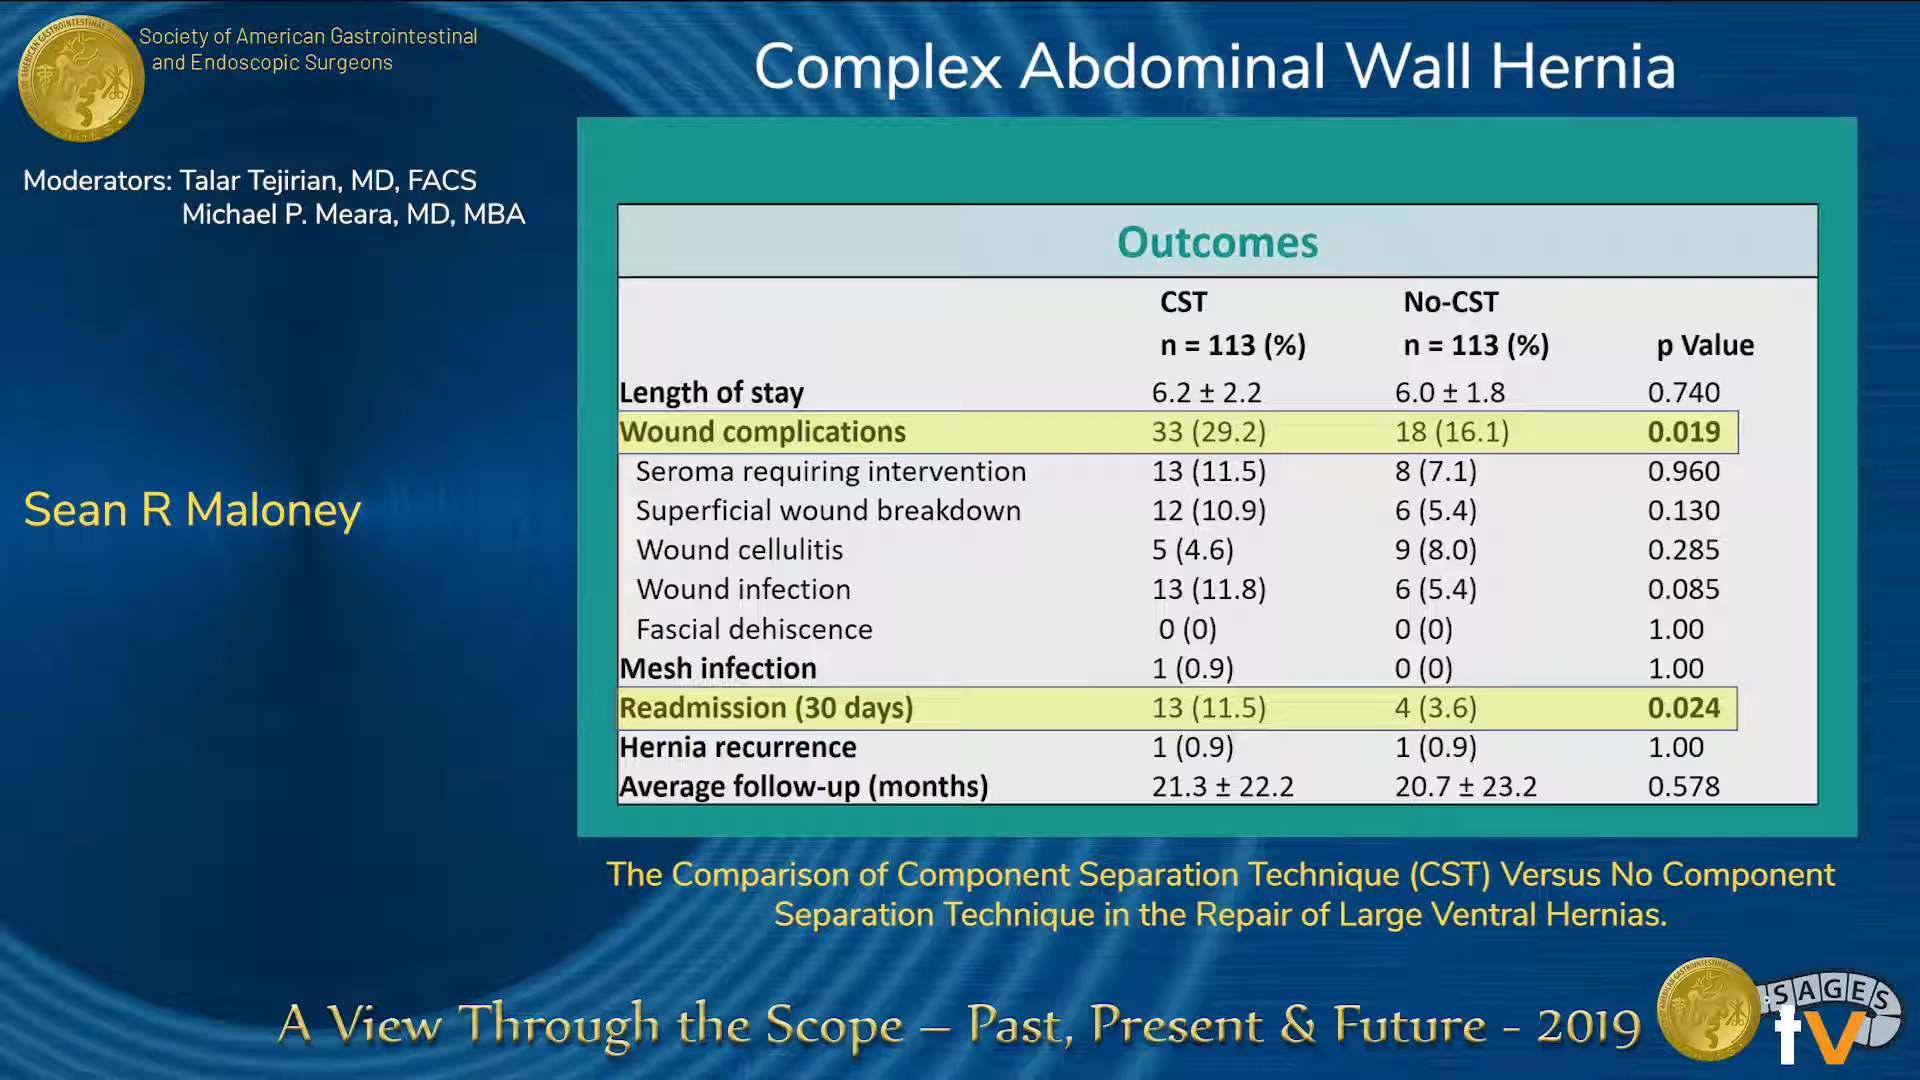 Society of American Gastrointestinal
and Endoscopic Surgeons
Complex Abdominal Wall Hernia
Moderators: Talar Tejirian, MD, FACS
Michael P. Meara, MD, MBA
Sean R Maloney
Outcomes
CST No-CST
n = 113 (%) n = 113 (%) p Value
Length of stay 6.2 ± 2.2 6.0 ± 1.8 0.740
Wound complications 33 (29.2) 18 (16.1) 0.019
Seroma requiring intervention 13 (11.5) 8 (7.1) 0.960
Superficial wound breakdown 12 (10.9) 6 (5.4) 0.130
Wound cellulitis 5 (4.6) 9 (8.0) 0.285
Wound infection 13 (11.8) 6 (5.4) 0.085
Fascial dehiscence 0 (0) 0 (0) 1.00
Mesh infection 1 (0.9) 0 (0) 1.00
Readmission (30 days) 13 (11.5) 4 (3.6) 0.024
Hernia recurrence 1 (0.9) 1 (0.9) 1.00
Average follow-up (months) 21.3 ± 22.2 20.7 ± 23.2 0.578
The Comparison of Component Separation Technique (CST) Versus No Component
Separation Technique in the Repair of Large Ventral Hernias.
A View Through the Scope – Past, Present & Future - 2019
SAGES
tv